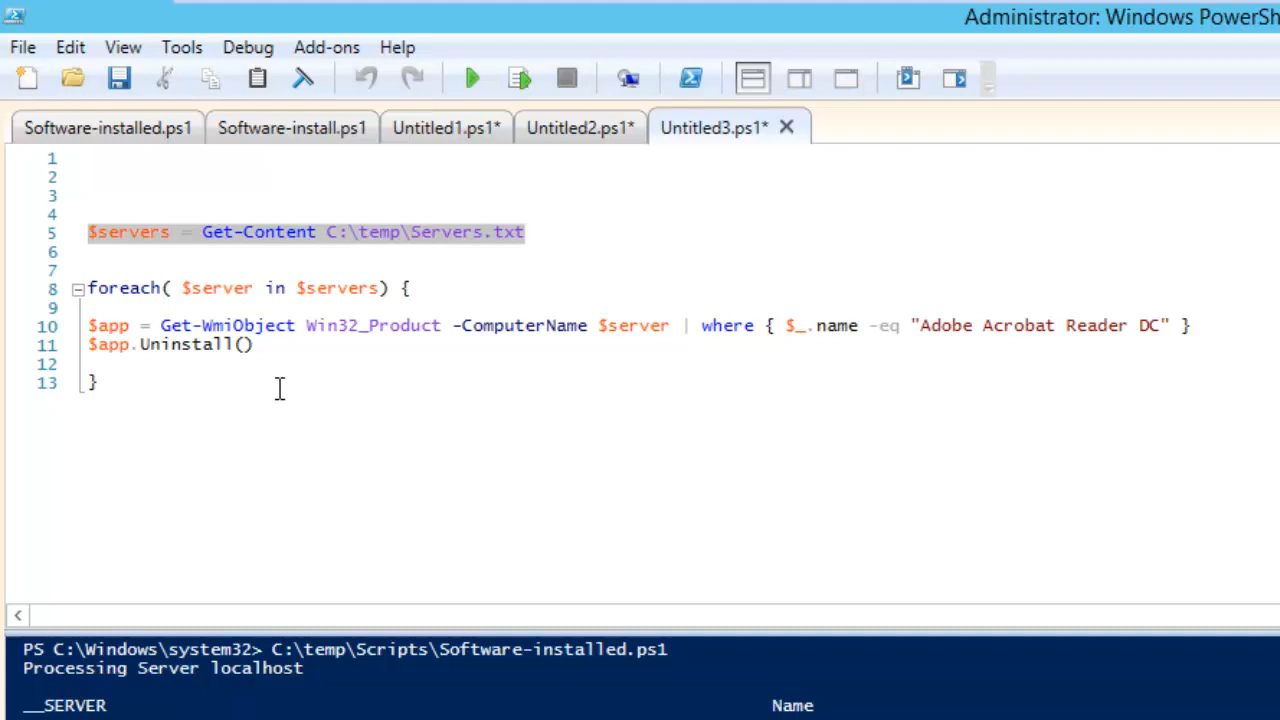 Administrator: Windows PowerSh
File Edit View Tools Debug Add-ons Help
Software-installed.ps1 Software-install.ps1 Untitled1.ps1* Untitled2.ps1* Untitled3.ps1*
1
2
3
4
5 $servers = Get-Content C:\temp\Servers.txt
6
7
8 foreach( $server in $servers) {
9
10 $app = Get-WmiObject Win32_Product -ComputerName $server | where { $_.name -eq "Adobe Acrobat Reader DC" }
11 $app.Uninstall()
12
13 }
PS C:\Windows\system32> C:\temp\Scripts\Software-installed.ps1
Processing Server localhost
__SERVER Name